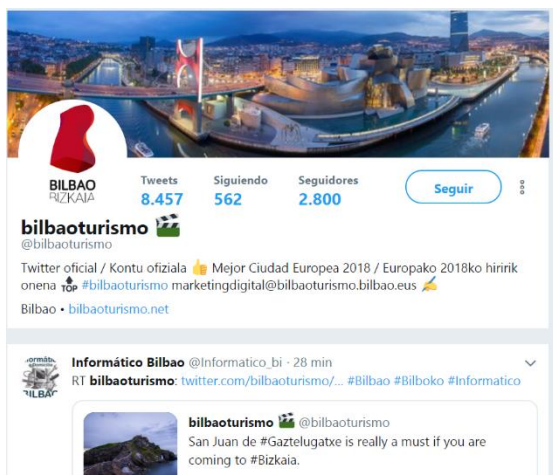 BILBAO
BIZKAIA
Tweets Siguiendo Seguidores
8.457 562 2.800
Seguir
bilbaoturismo
@bilbaoturismo
Twitter oficial / Kontu ofiziala 👍 Mejor Ciudad Europea 2018 / Europako 2018ko hiririk
onena 🔝 #bilbaoturismo marketingdigital@bilbaoturismo.bilbao.eus ✍
Bilbao • bilbaoturismo.net
Informático Bilbao @Informatico_bi · 28 min
RT bilbaoturismo: twitter.com/bilbaoturismo/... #Bilbao #Bilboko #Informatico
bilbaoturismo 🎬 @bilbaoturismo
San Juan de #Gaztelugatxe is really a must if you are
coming to #Bizkaia.